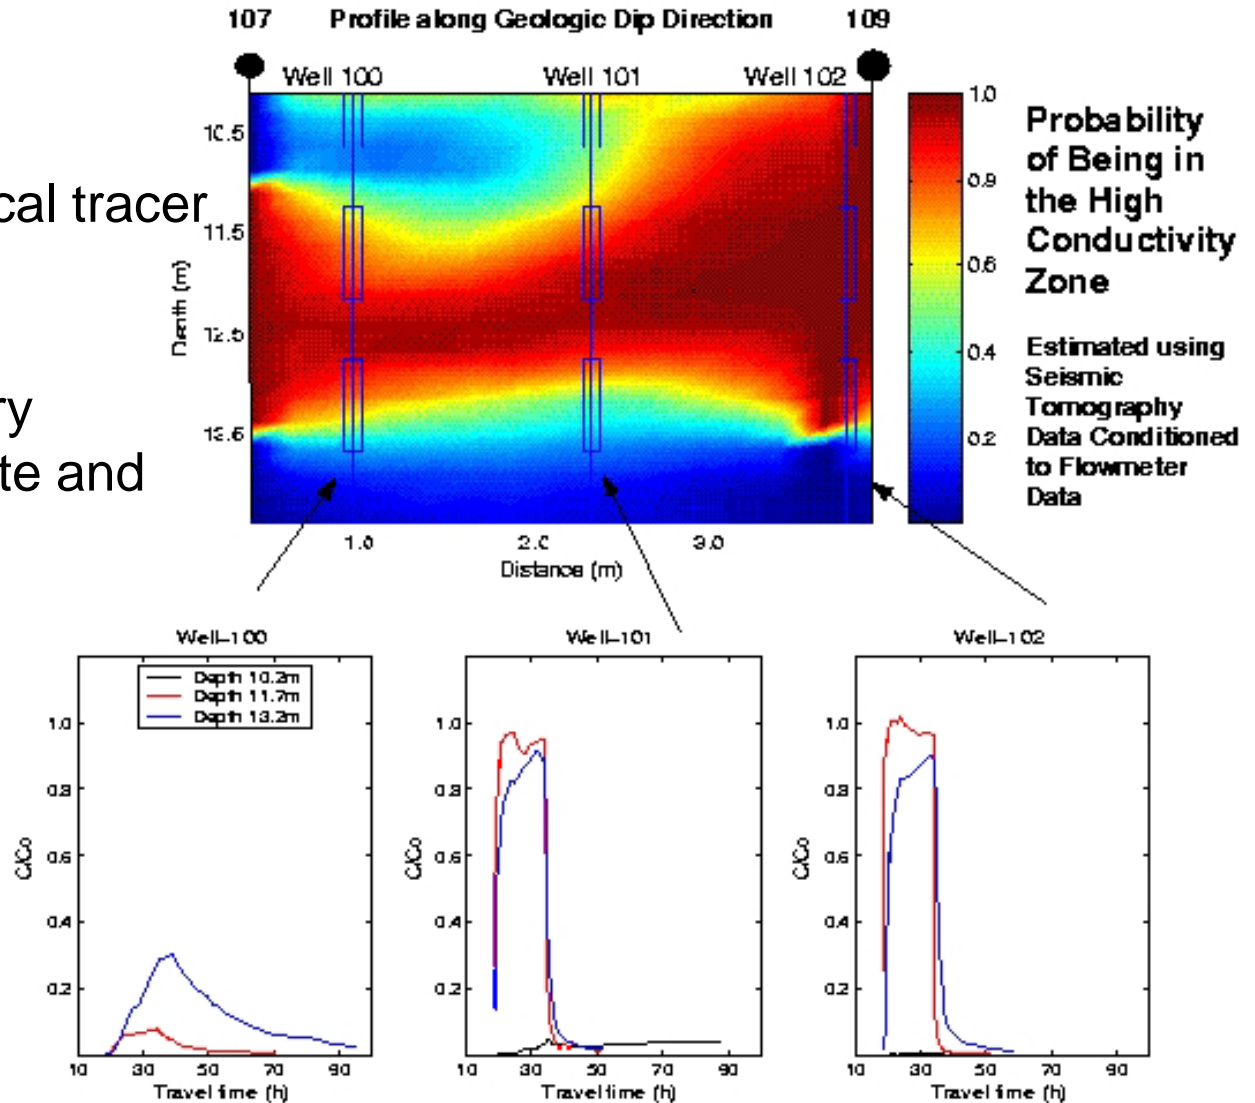 107 Profile along Geologic Dip Direction 109
Well 100 Well 101 Well 102
cal tracer
ry
te and
10.5
11.5
12.5
13.5
Depth (m)
1.0 2.0 3.0
Distance (m)
1.0
0.9
0.6
0.4
0.2
Probability
of Being in
the High
Conductivity
Zone
Estimated using
Seismic
Tomography
Data Conditioned
to Flowmeter
Data
Well-100
Depth 10.2m
Depth 11.7m
Depth 13.2m
1.0
0.8
0.6
0.4
0.2
C/Co
10 30 50 70 90
Travel time (h)
Well-101
1.0
0.8
0.6
0.4
0.2
C/Co
10 30 50 70 90
Travel time (h)
Well-102
1.0
0.8
0.6
0.4
0.2
C/Co
10 30 50 70 90
Travel time (h)